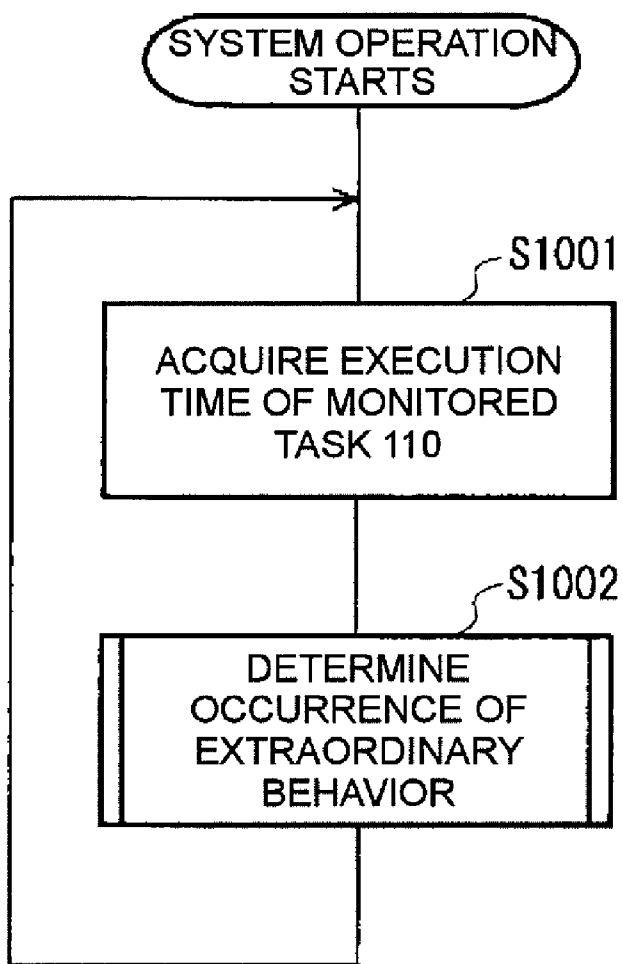 SYSTEM OPERATION
STARTS
S1001
ACQUIRE EXECUTION
TIME OF MONITORED
TASK 110
S1002
DETERMINE
OCCURRENCE OF
EXTRAORDINARY
BEHAVIOR